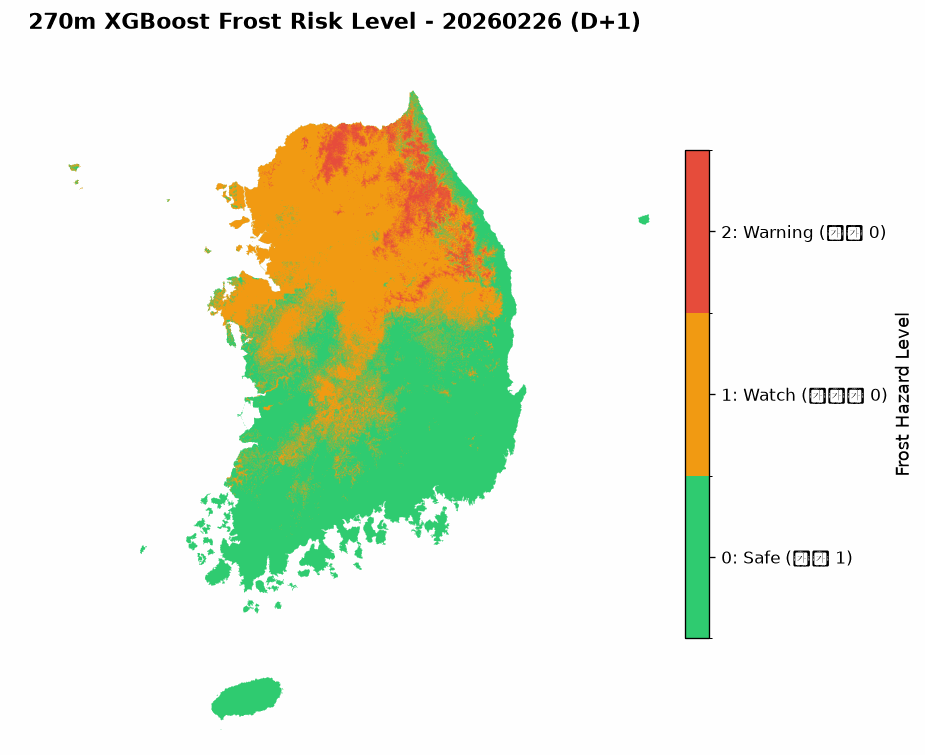 270m XGBoost Frost Risk Level - 20260226 (D+1)
2: Warning (□□ 0)
1: Watch (□□□ 0)
0: Safe (□□ 1)
Frost Hazard Level